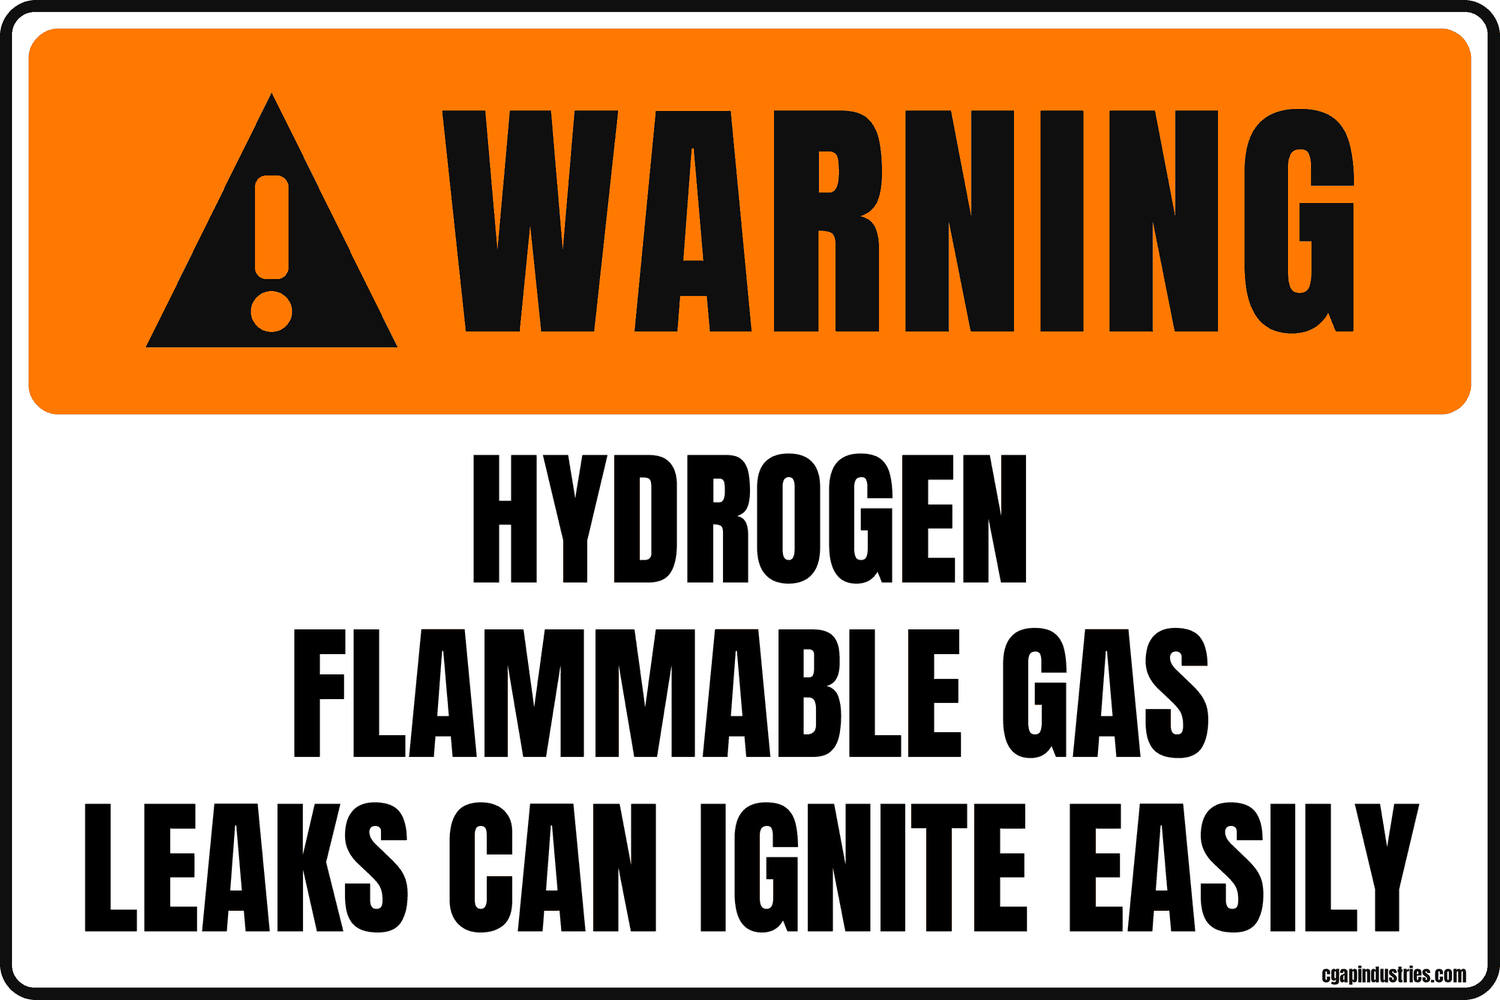 WARNING
HYDROGEN
FLAMMABLE GAS
LEAKS CAN IGNITE EASILY
cgapindustries.com